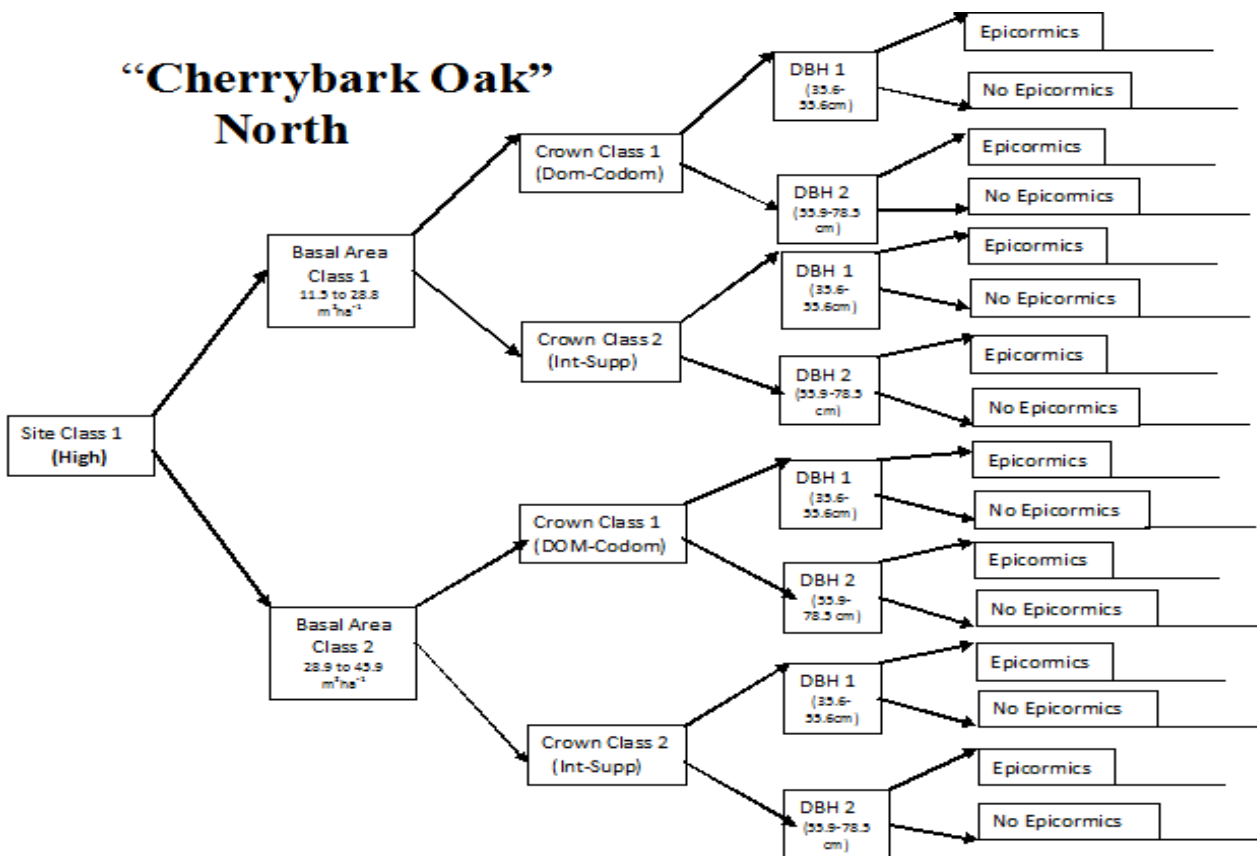 “Cherrybark Oak”
North
Site Class 1
(High)
Basal Area
Class 1
11.5 to 28.8
m²ha⁻¹
Basal Area
Class 2
28.9 to 45.9
m²ha⁻¹
Crown Class 1
(Dom-Codom)
Crown Class 2
(Int-Supp)
Crown Class 1
(DOM-Codom)
Crown Class 2
(Int-Supp)
DBH 1
(35.6-
55.6cm)
DBH 2
(55.9-78.5
cm)
DBH 1
(35.6-
55.6cm)
DBH 2
(55.9-78.5
cm)
DBH 1
(35.6-
55.6cm)
DBH 2
(55.9-
78.5 cm)
DBH 1
(35.6-
55.6cm)
DBH 2
(55.9-78.5
cm)
Epicormics
No Epicormics
Epicormics
No Epicormics
Epicormics
No Epicormics
Epicormics
No Epicormics
Epicormics
No Epicormics
Epicormics
No Epicormics
Epicormics
No Epicormics
Epicormics
No Epicormics